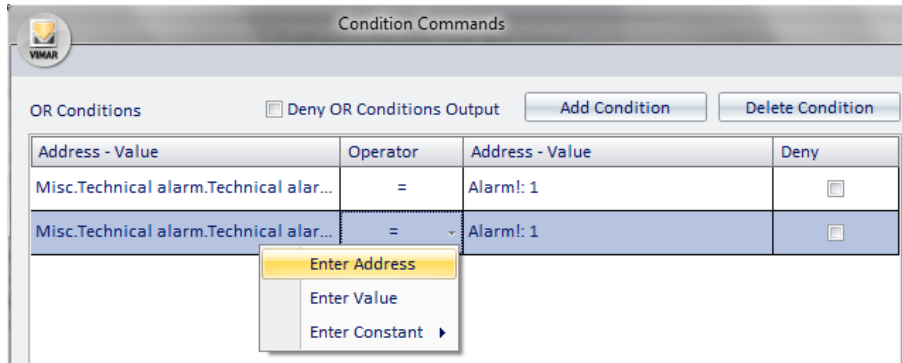 Condition Commands
VIMAR
OR Conditions Deny OR Conditions Output Add Condition Delete Condition
Address - Value Operator Address - Value Deny
Misc.Technical alarm.Technical alar... = Alarm!: 1
Misc.Technical alarm.Technical alar... = Alarm!: 1
Enter Address
Enter Value
Enter Constant